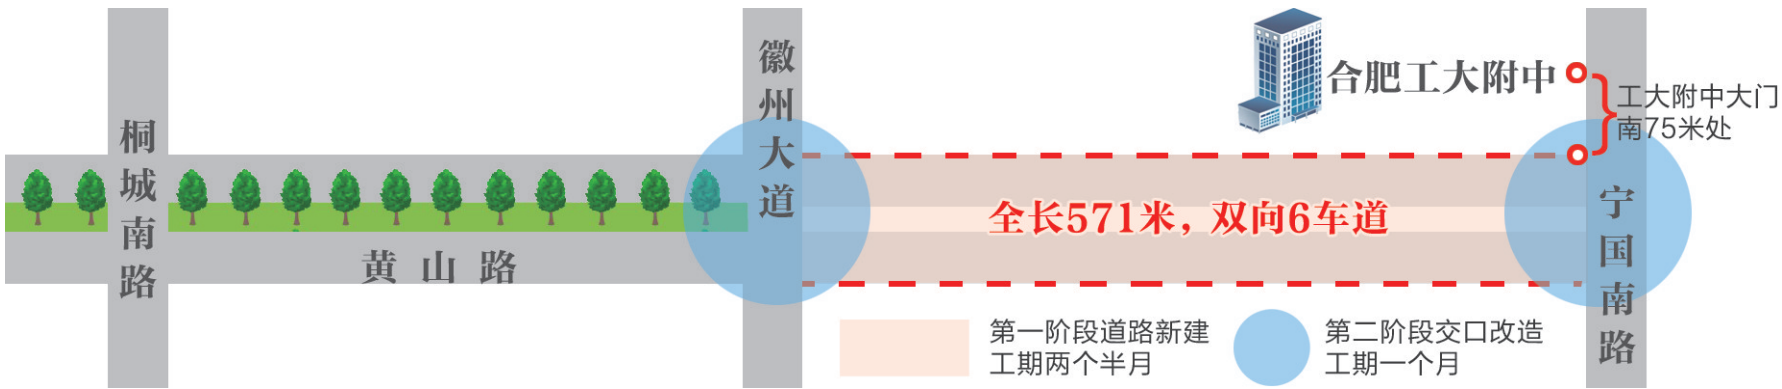 桐城南路
黄山路
徽州大道
合肥工大附中
工大附中大门
南75米处
全长571米，双向6车道
宁国南路
第一阶段道路新建
工期两个半月
第二阶段交口改造
工期一个月